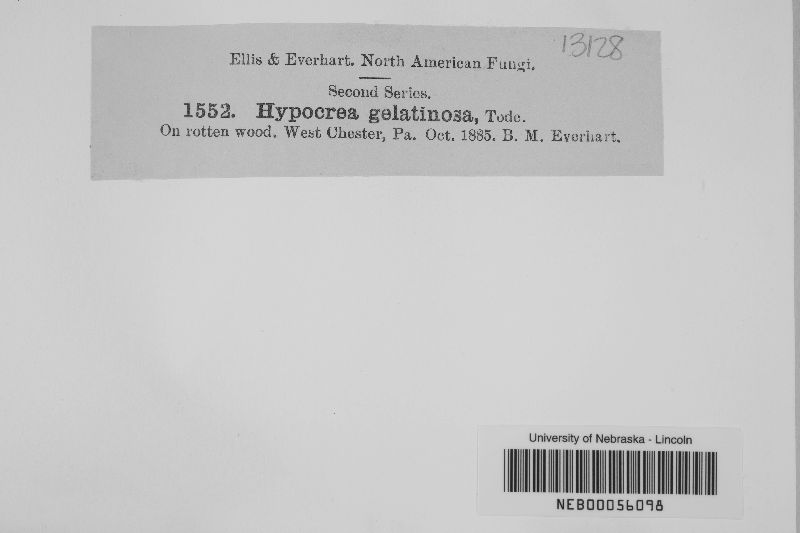 13128
Ellis & Everhart. North American Fungi.
Second Series.
1552. Hypocrea gelatinosa, Tode.
On rotten wood. West Chester, Pa. Oct. 1885. B. M. Everhart.
University of Nebraska - Lincoln
NEB00056098